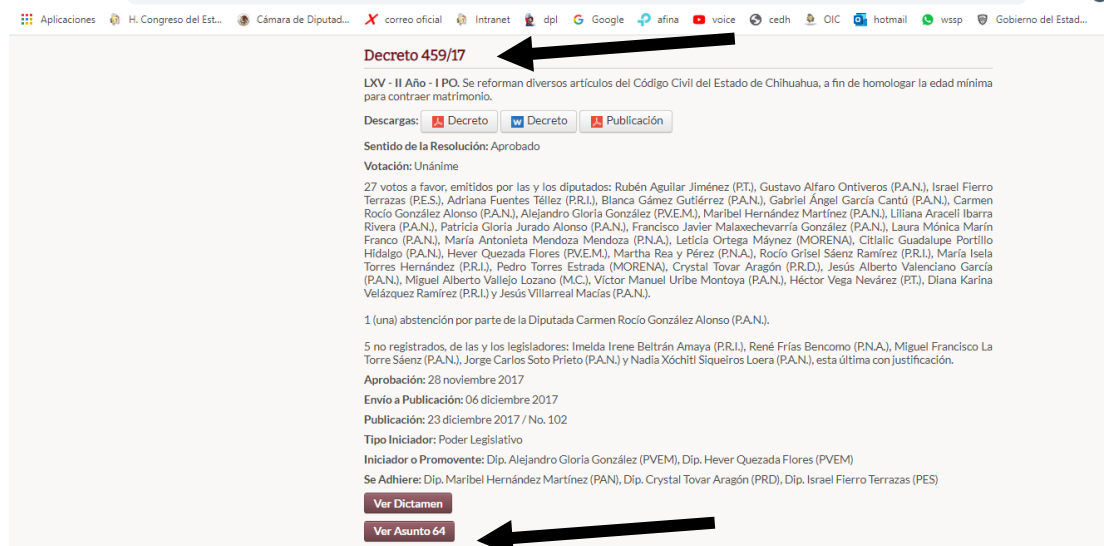 Aplicaciones H. Congreso del Est... Cámara de Diputad... correo oficial Intranet dpl Google afina voice cedh OIC hotmail wssp Gobierno del Estad...
Decreto 459/17
LXV - II Año - I PO. Se reforman diversos artículos del Código Civil del Estado de Chihuahua, a fin de homologar la edad mínima
para contraer matrimonio.
Descargas: Decreto Decreto Publicación
Sentido de la Resolución: Aprobado
Votación: Unánime
27 votos a favor, emitidos por las y los diputados: Rubén Aguilar Jiménez (P.T.), Gustavo Alfaro Ontiveros (P.A.N.), Israel Fierro
Terrazas (P.E.S.), Adriana Fuentes Téllez (P.R.I.), Blanca Gámez Gutiérrez (P.A.N.), Gabriel Ángel García Cantú (P.A.N.), Carmen
Rocío González Alonso (P.A.N.), Alejandro Gloria González (P.V.E.M.), Maribel Hernández Martínez (P.A.N.), Liliana Araceli Ibarra
Rivera (P.A.N.), Patricia Gloria Jurado Alonso (P.A.N.), Francisco Javier Malaxechevarría González (P.A.N.), Laura Mónica Marín
Franco (P.A.N.), María Antonieta Mendoza Mendoza (P.N.A.), Leticia Ortega Máynez (MORENA), Citlalic Guadalupe Portillo
Hidalgo (P.A.N.), Hever Quezada Flores (P.V.E.M.), Martha Rea y Pérez (P.N.A.), Rocío Grisel Sáenz Ramírez (P.R.I.), María Isela
Torres Hernández (P.R.I.), Pedro Torres Estrada (MORENA), Crystal Tovar Aragón (P.R.D.), Jesús Alberto Valenciano García
(P.A.N.), Miguel Alberto Vallejo Lozano (M.C.), Víctor Manuel Uribe Montoya (P.A.N.), Héctor Vega Nevárez (P.T.), Diana Karina
Velázquez Ramírez (P.R.I.) y Jesús Villarreal Macías (P.A.N.).
1 (una) abstención por parte de la Diputada Carmen Rocío González Alonso (P.A.N.).
5 no registrados, de las y los legisladores: Imelda Irene Beltrán Amaya (P.R.I.), René Frías Bencomo (P.N.A.), Miguel Francisco La
Torre Sáenz (P.A.N.), Jorge Carlos Soto Prieto (P.A.N.) y Nadia Xóchitl Siqueiros Loera (P.A.N.), esta última con justificación.
Aprobación: 28 noviembre 2017
Envío a Publicación: 06 diciembre 2017
Publicación: 23 diciembre 2017 / No. 102
Tipo Iniciador: Poder Legislativo
Iniciador o Promovente: Dip. Alejandro Gloria González (PVEM), Dip. Hever Quezada Flores (PVEM)
Se Adhiere: Dip. Maribel Hernández Martínez (PAN), Dip. Crystal Tovar Aragón (PRD), Dip. Israel Fierro Terrazas (PES)
Ver Dictamen
Ver Asunto 64